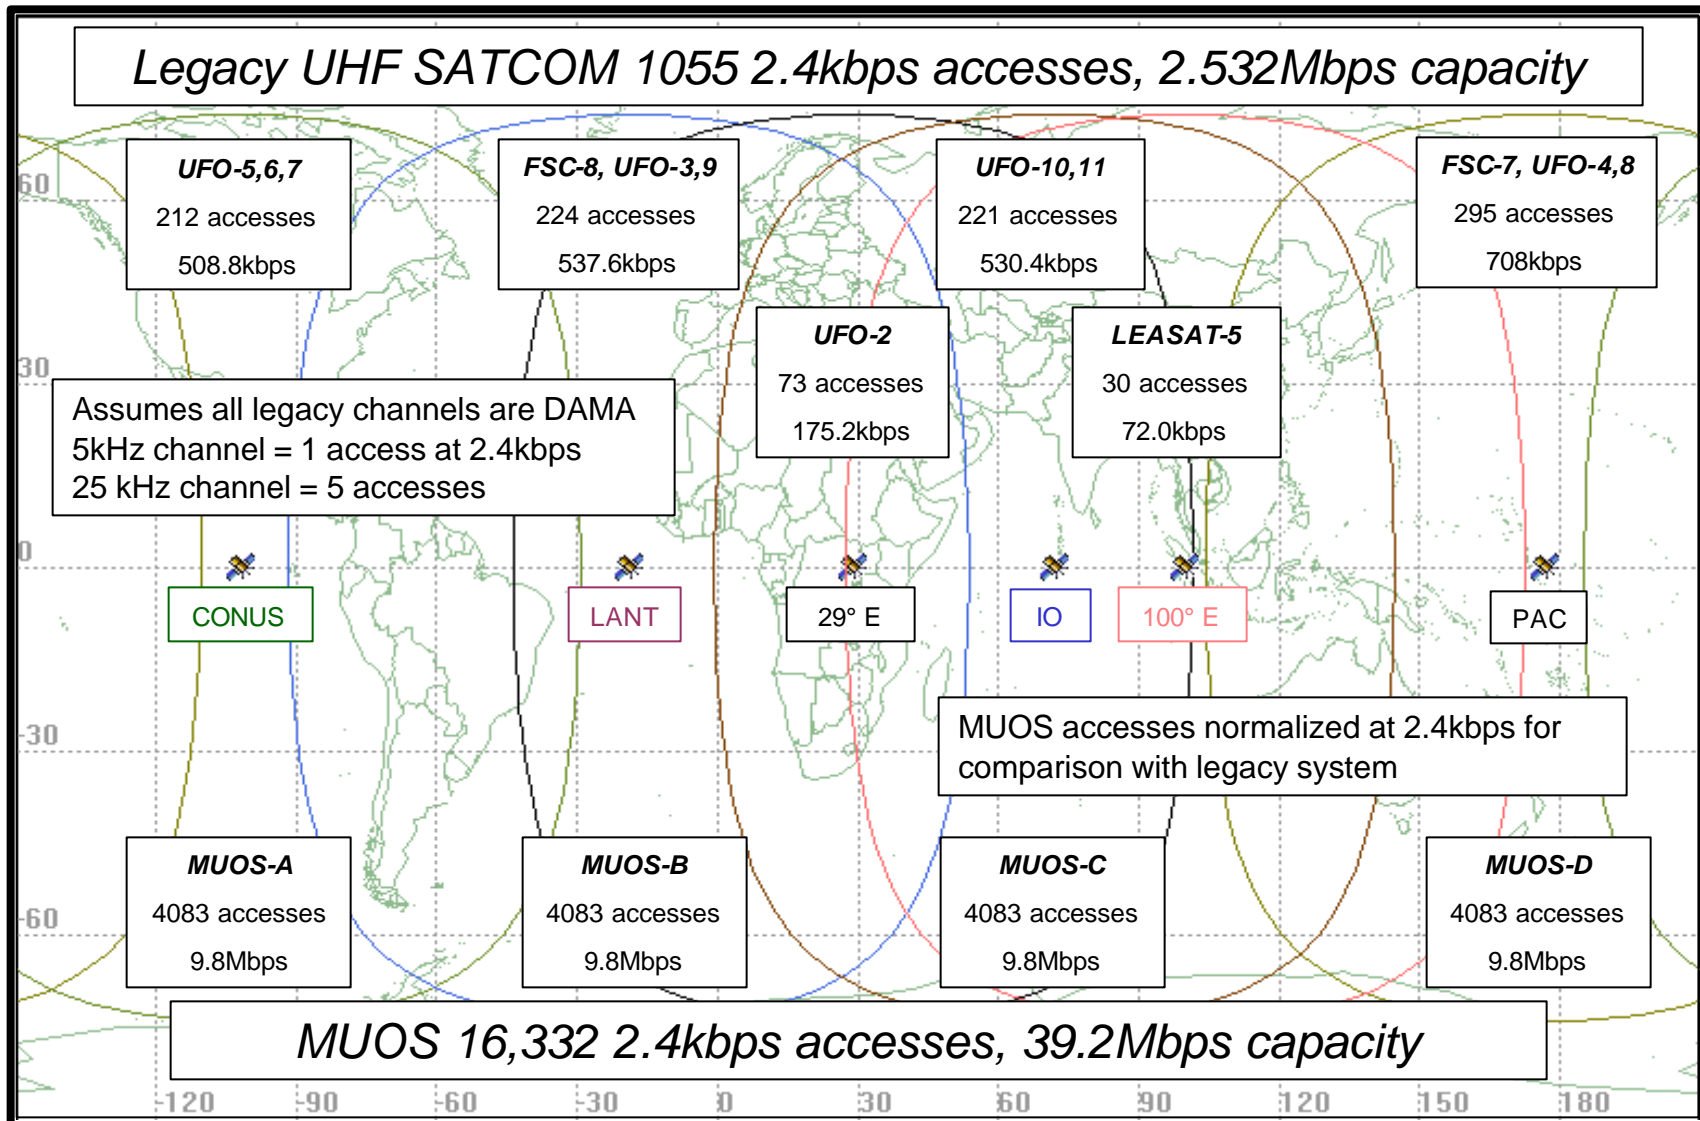 Legacy UHF SATCOM 1055 2.4kbps accesses, 2.532Mbps capacity
UFO-5,6,7
212 accesses
508.8kbps
FSC-8, UFO-3,9
224 accesses
537.6kbps
UFO-10,11
221 accesses
530.4kbps
FSC-7, UFO-4,8
295 accesses
708kbps
UFO-2
73 accesses
175.2kbps
LEASAT-5
30 accesses
72.0kbps
Assumes all legacy channels are DAMA
5kHz channel = 1 access at 2.4kbps
25 kHz channel = 5 accesses
60
30
0
-30
-60
CONUS
LANT
29° E
IO
100° E
PAC
MUOS accesses normalized at 2.4kbps for
comparison with legacy system
MUOS-A
4083 accesses
9.8Mbps
MUOS-B
4083 accesses
9.8Mbps
MUOS-C
4083 accesses
9.8Mbps
MUOS-D
4083 accesses
9.8Mbps
MUOS 16,332 2.4kbps accesses, 39.2Mbps capacity
-120 -90 -60 -30 0 30 60 90 120 150 180